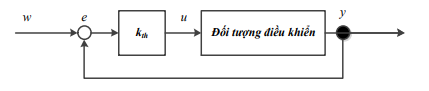 w e u y
k_th Đối tượng điều khiển